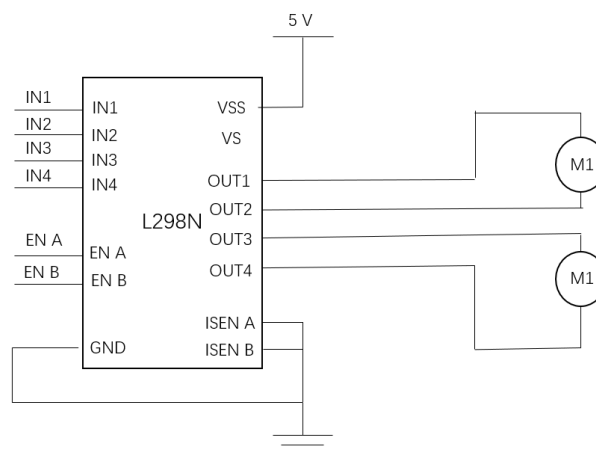 5 V
IN1
IN1
VSS
IN2
IN2
VS
IN3
IN3
IN4
IN4
OUT1
M1
OUT2
L298N
EN A
EN A
OUT3
EN B
EN B
OUT4
M1
ISEN A
GND
ISEN B